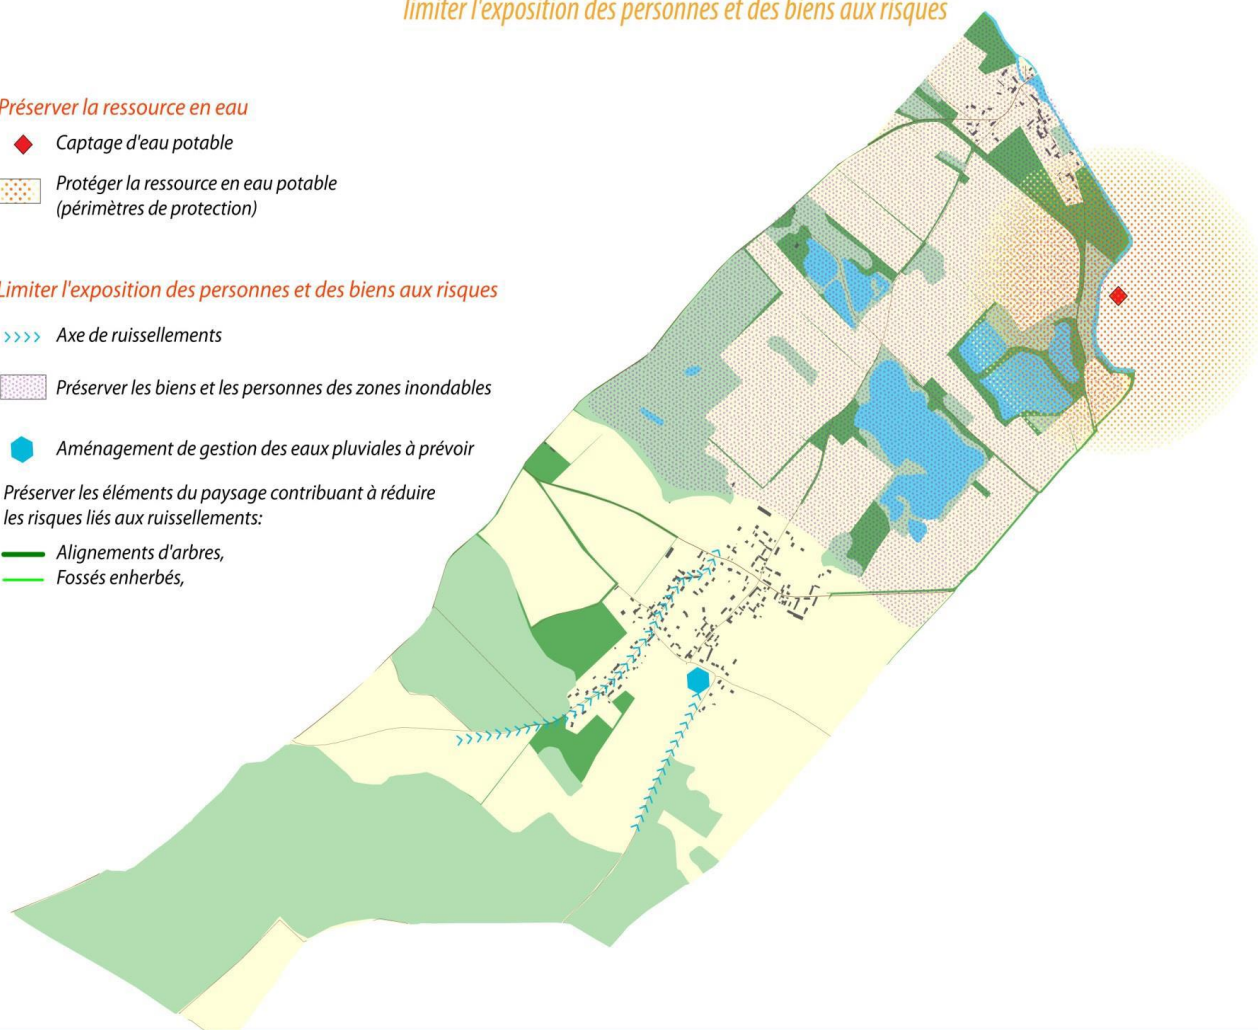 limiter l'exposition des personnes et des biens aux risques
Préserver la ressource en eau
Captage d'eau potable
Protéger la ressource en eau potable
(périmètres de protection)
Limiter l'exposition des personnes et des biens aux risques
Axe de ruissellements
Préserver les biens et les personnes des zones inondables
Aménagement de gestion des eaux pluviales à prévoir
Préserver les éléments du paysage contribuant à réduire
les risques liés aux ruissellements:
Alignements d'arbres,
Fossés enherbés,